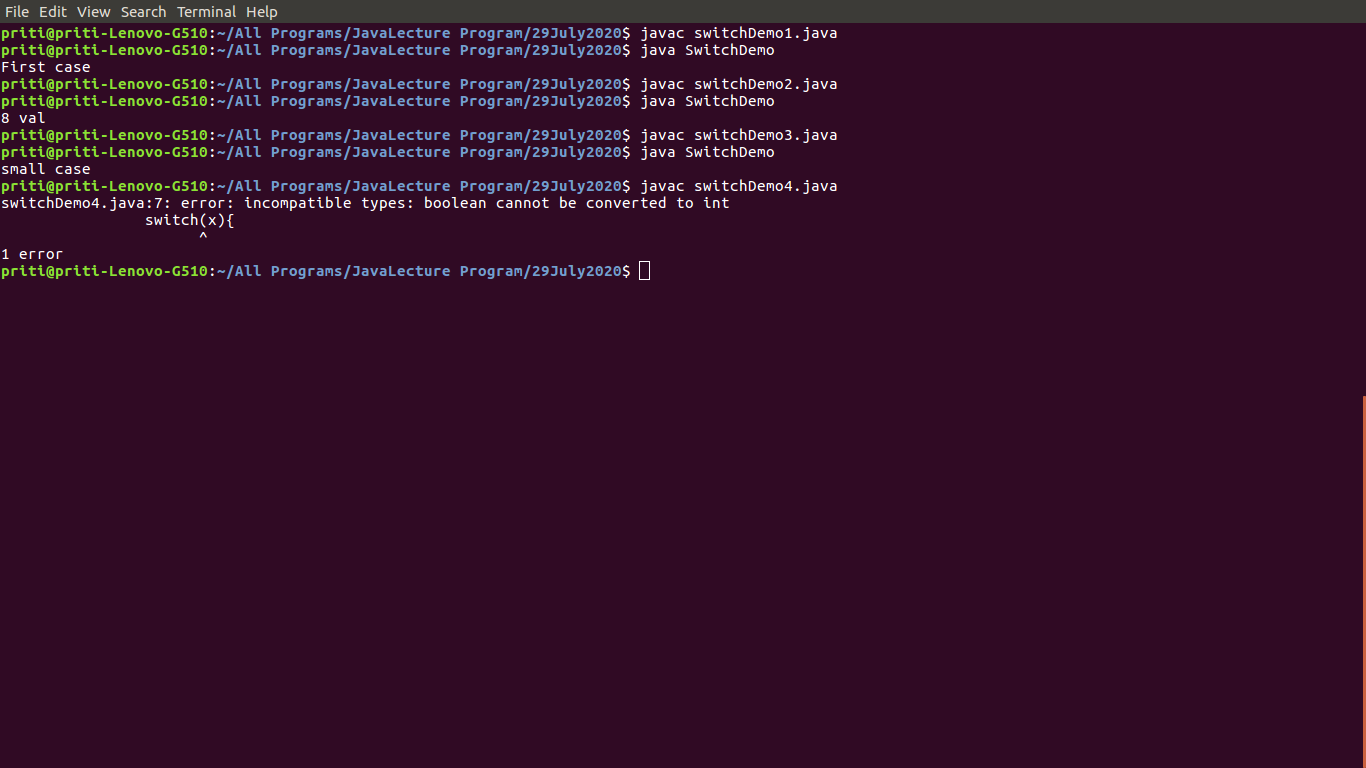 File Edit View Search Terminal Help
priti@priti-Lenovo-G510:~/All Programs/JavaLecture Program/29July2020$ javac switchDemo1.java
priti@priti-Lenovo-G510:~/All Programs/JavaLecture Program/29July2020$ java SwitchDemo
First case
priti@priti-Lenovo-G510:~/All Programs/JavaLecture Program/29July2020$ javac switchDemo2.java
priti@priti-Lenovo-G510:~/All Programs/JavaLecture Program/29July2020$ java SwitchDemo
8 val
priti@priti-Lenovo-G510:~/All Programs/JavaLecture Program/29July2020$ javac switchDemo3.java
priti@priti-Lenovo-G510:~/All Programs/JavaLecture Program/29July2020$ java SwitchDemo
small case
priti@priti-Lenovo-G510:~/All Programs/JavaLecture Program/29July2020$ javac switchDemo4.java
switchDemo4.java:7: error: incompatible types: boolean cannot be converted to int
                switch(x){
                      ^
1 error
priti@priti-Lenovo-G510:~/All Programs/JavaLecture Program/29July2020$